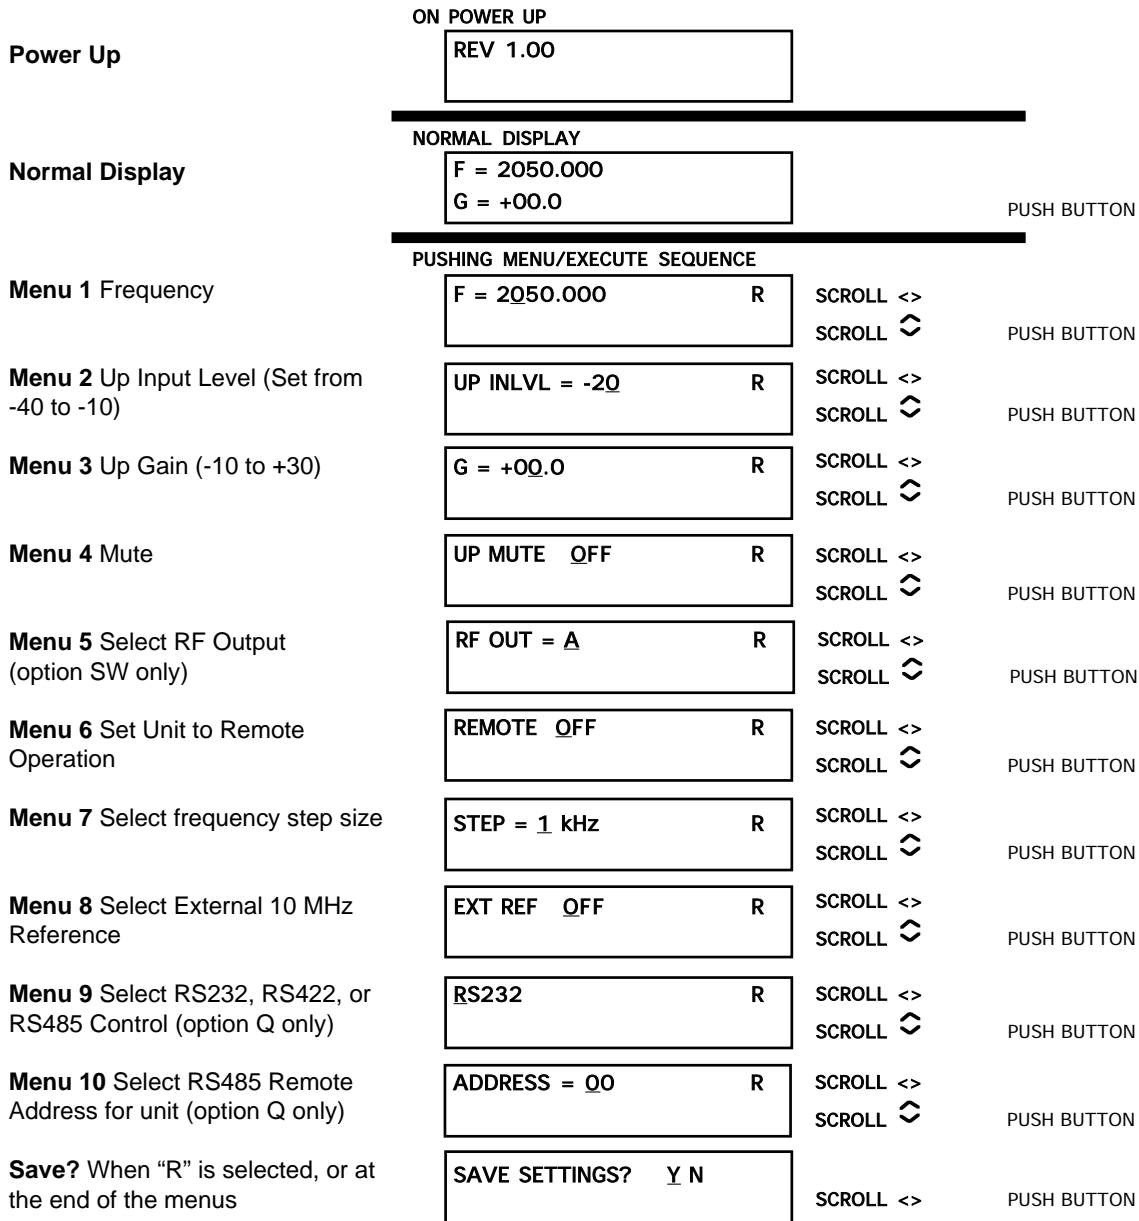 ON POWER UP
Power Up
REV 1.00
NORMAL DISPLAY
Normal Display
F = 2050.000
G = +00.0
PUSH BUTTON
PUSHING MENU/EXECUTE SEQUENCE
Menu 1 Frequency
F = 2050.000 R
SCROLL <>
SCROLL
PUSH BUTTON
Menu 2 Up Input Level (Set from
-40 to -10)
UP INLVL = -20 R
SCROLL <>
SCROLL
PUSH BUTTON
Menu 3 Up Gain (-10 to +30)
G = +00.0 R
SCROLL <>
SCROLL
PUSH BUTTON
Menu 4 Mute
UP MUTE OFF R
SCROLL <>
SCROLL
PUSH BUTTON
Menu 5 Select RF Output
(option SW only)
RF OUT = A R
SCROLL <>
SCROLL
PUSH BUTTON
Menu 6 Set Unit to Remote
Operation
REMOTE OFF R
SCROLL <>
SCROLL
PUSH BUTTON
Menu 7 Select frequency step size
STEP = 1 kHz R
SCROLL <>
SCROLL
PUSH BUTTON
Menu 8 Select External 10 MHz
Reference
EXT REF OFF R
SCROLL <>
SCROLL
PUSH BUTTON
Menu 9 Select RS232, RS422, or
RS485 Control (option Q only)
RS232 R
SCROLL <>
SCROLL
PUSH BUTTON
Menu 10 Select RS485 Remote
Address for unit (option Q only)
ADDRESS = 00 R
SCROLL <>
SCROLL
PUSH BUTTON
Save? When “R” is selected, or at
the end of the menus
SAVE SETTINGS? Y N
SCROLL <>
PUSH BUTTON